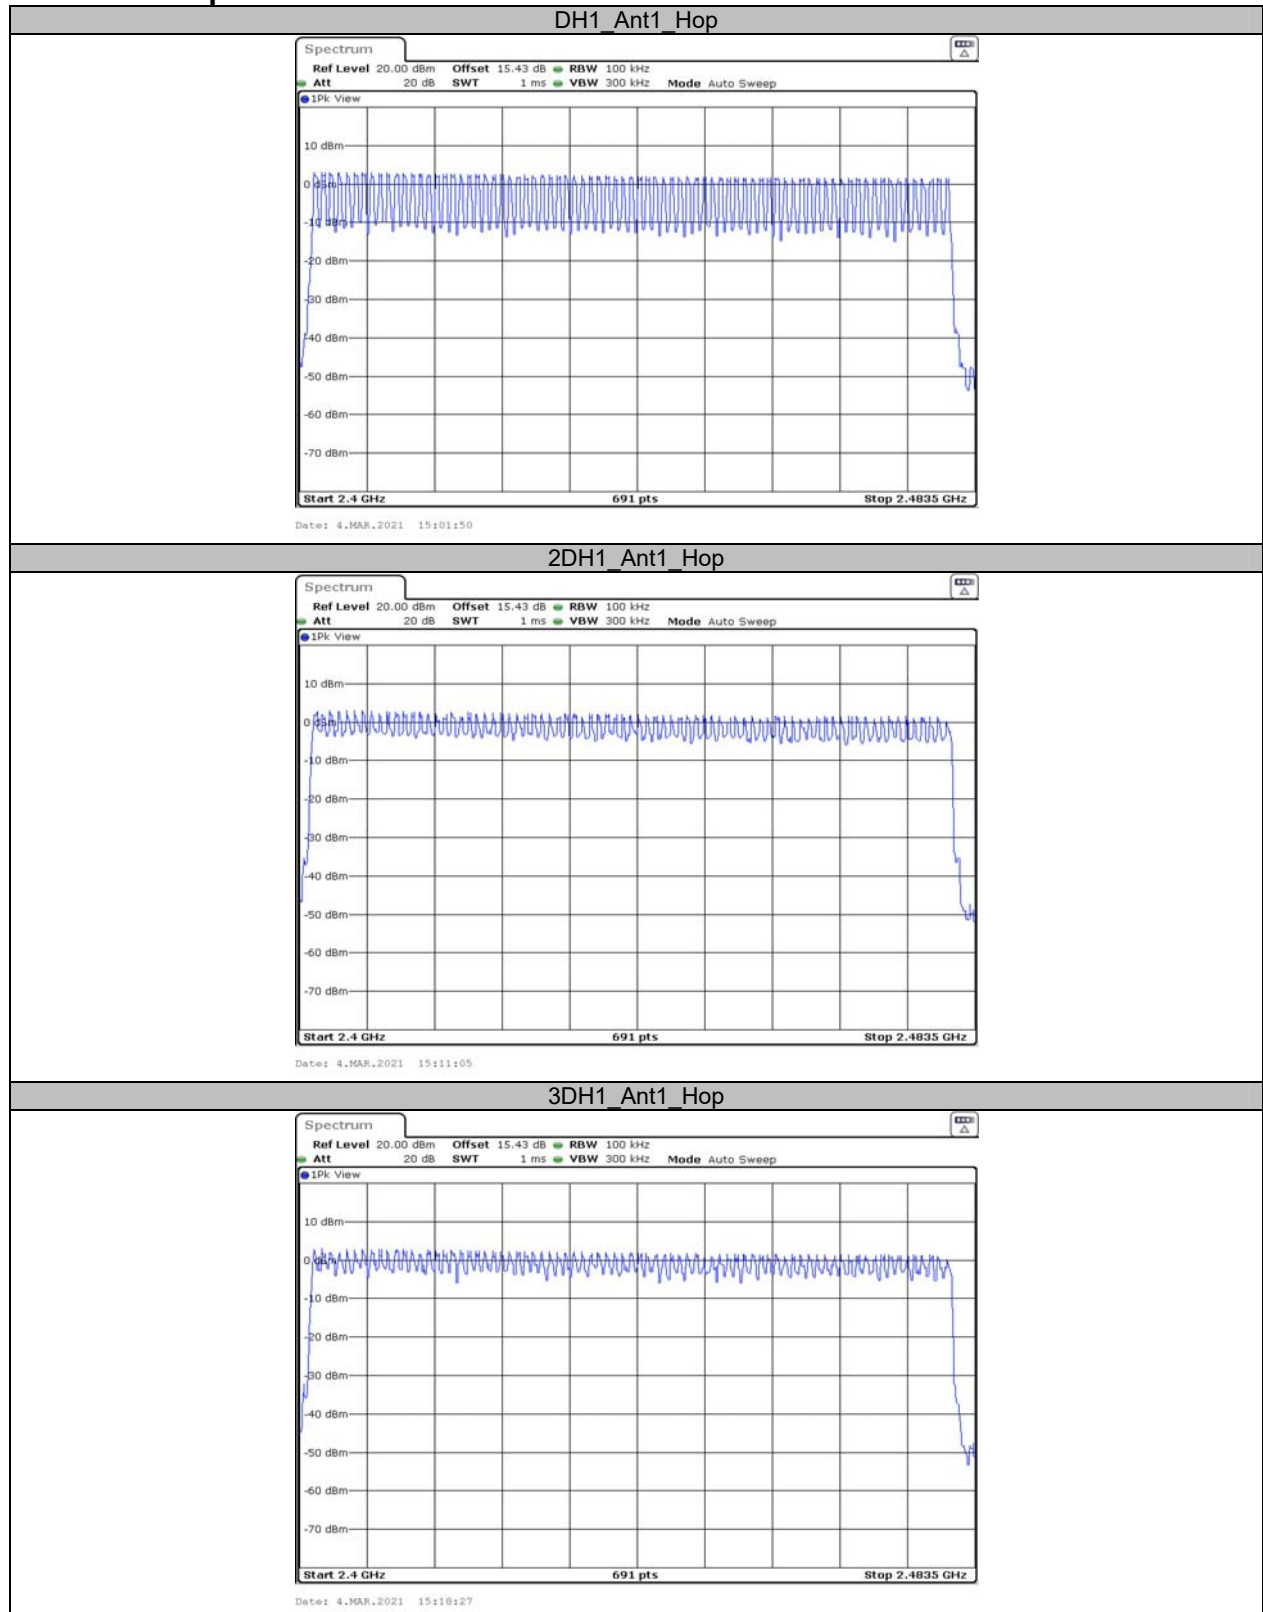 DH1_Ant1_Hop
Spectrum
Ref Level 20.00 dBm Offset 15.43 dB RBW 100 kHz
Att 20 dB SWT 1 ms VBW 300 kHz Mode Auto Sweep
1Pk View
10 dBm
0 dBm
-10 dBm
-20 dBm
-30 dBm
-40 dBm
-50 dBm
-60 dBm
-70 dBm
Start 2.4 GHz 691 pts Stop 2.4835 GHz
Date: 4.MAR.2021 15:01:50
2DH1_Ant1_Hop
Spectrum
Ref Level 20.00 dBm Offset 15.43 dB RBW 100 kHz
Att 20 dB SWT 1 ms VBW 300 kHz Mode Auto Sweep
1Pk View
10 dBm
0 dBm
-10 dBm
-20 dBm
-30 dBm
-40 dBm
-50 dBm
-60 dBm
-70 dBm
Start 2.4 GHz 691 pts Stop 2.4835 GHz
Date: 4.MAR.2021 15:11:05
3DH1_Ant1_Hop
Spectrum
Ref Level 20.00 dBm Offset 15.43 dB RBW 100 kHz
Att 20 dB SWT 1 ms VBW 300 kHz Mode Auto Sweep
1Pk View
10 dBm
0 dBm
-10 dBm
-20 dBm
-30 dBm
-40 dBm
-50 dBm
-60 dBm
-70 dBm
Start 2.4 GHz 691 pts Stop 2.4835 GHz
Date: 4.MAR.2021 15:18:27